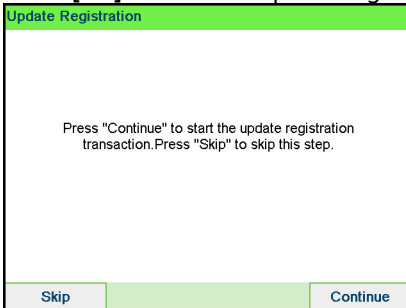 Update Registration
Press "Continue" to start the update registration
transaction.Press "Skip" to skip this step.
Skip
Continue